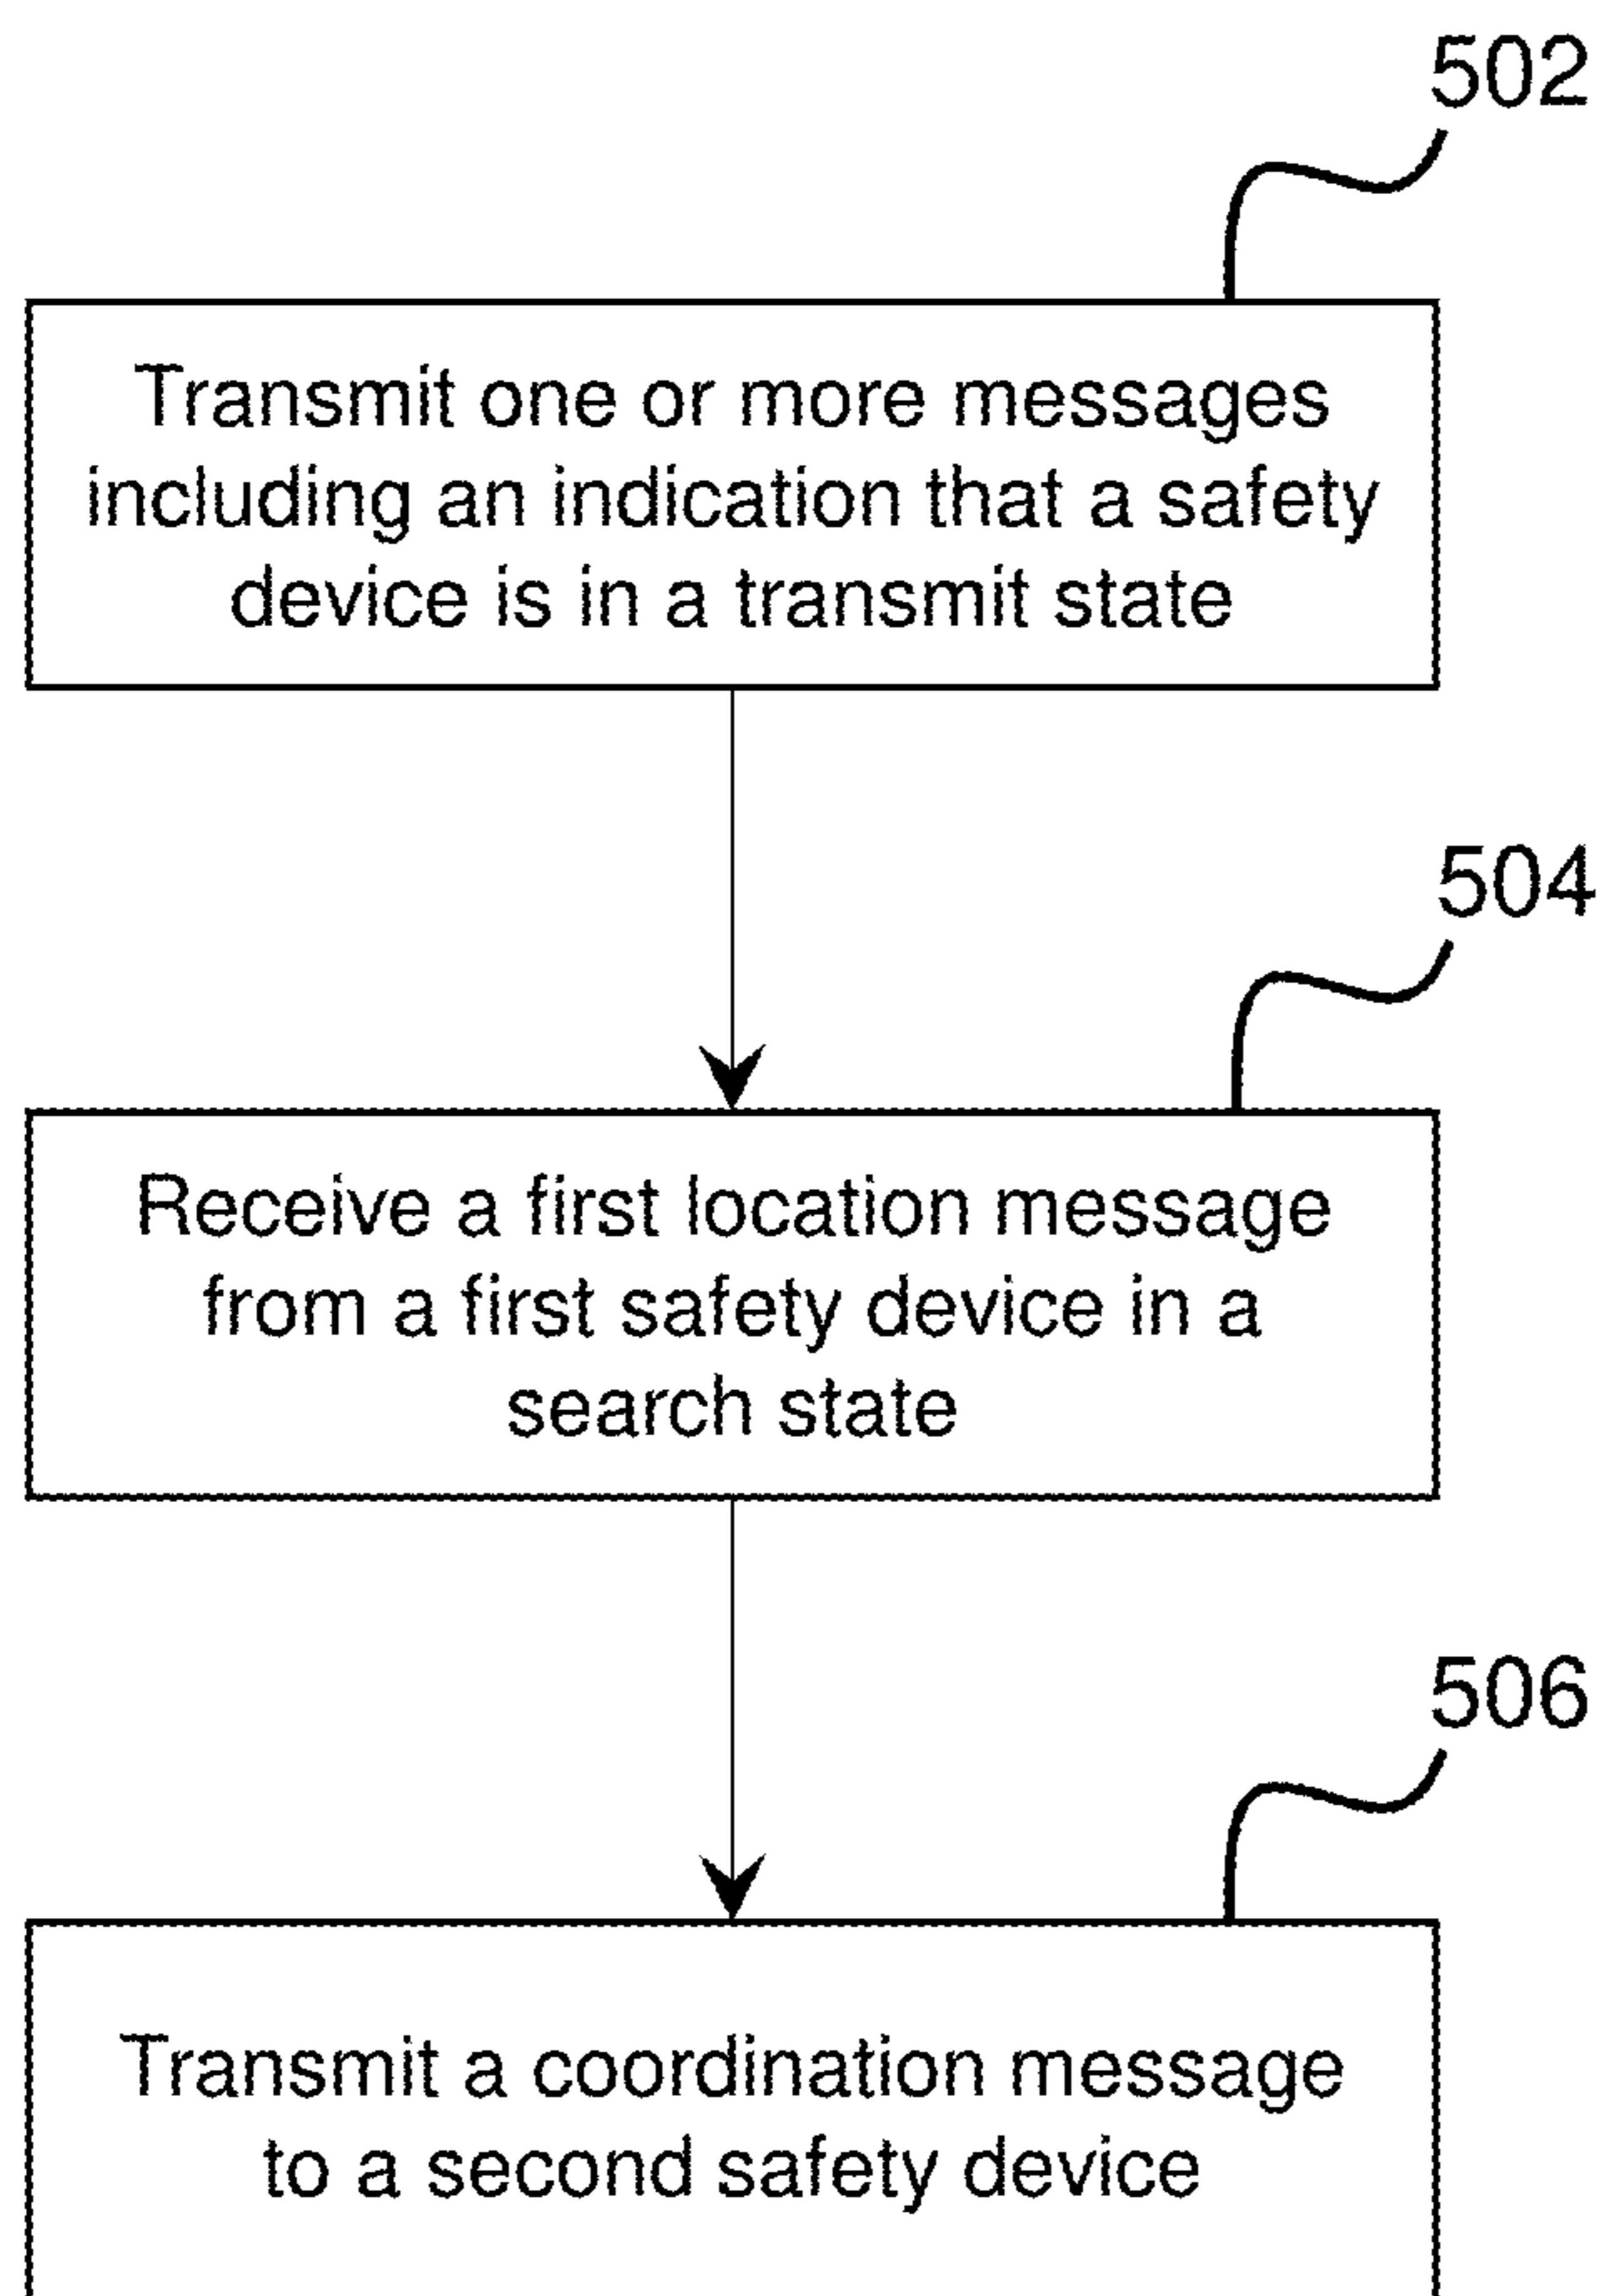 502
Transmit one or more messages
including an indication that a safety
device is in a transmit state
504
Receive a first location message
from a first safety device in a
search state
506
Transmit a coordination message
to a second safety device